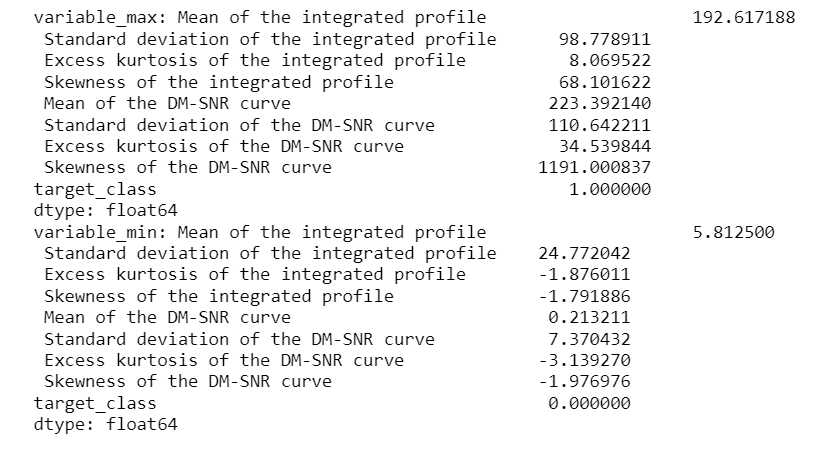 variable_max: Mean of the integrated profile                    192.617188
 Standard deviation of the integrated profile      98.778911
 Excess kurtosis of the integrated profile          8.069522
 Skewness of the integrated profile                68.101622
 Mean of the DM-SNR curve                         223.392140
 Standard deviation of the DM-SNR curve           110.642211
 Excess kurtosis of the DM-SNR curve               34.539844
 Skewness of the DM-SNR curve                    1191.000837
target_class                                        1.000000
dtype: float64
variable_min: Mean of the integrated profile                    5.812500
 Standard deviation of the integrated profile    24.772042
 Excess kurtosis of the integrated profile       -1.876011
 Skewness of the integrated profile              -1.791886
 Mean of the DM-SNR curve                         0.213211
 Standard deviation of the DM-SNR curve           7.370432
 Excess kurtosis of the DM-SNR curve             -3.139270
 Skewness of the DM-SNR curve                    -1.976976
target_class                                      0.000000
dtype: float64